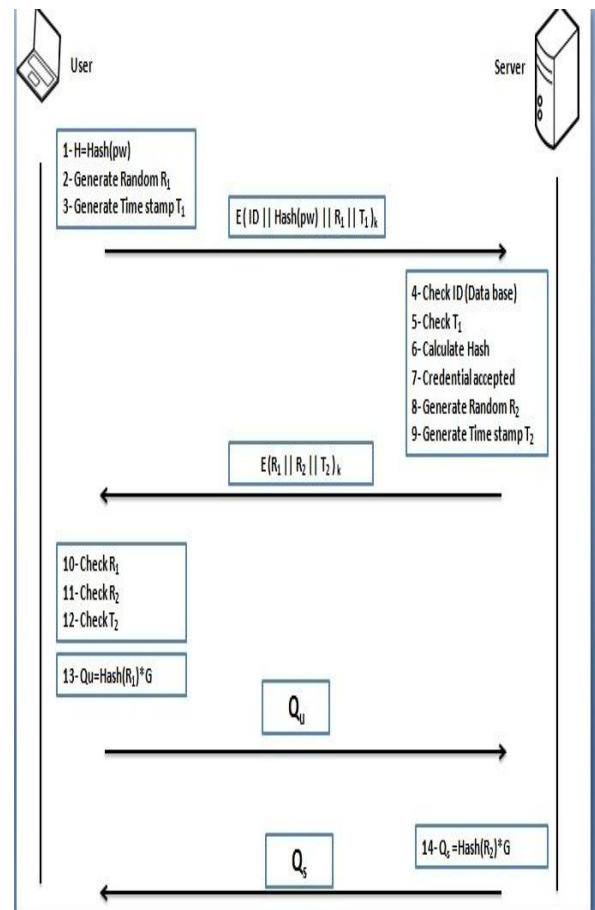 User
Server
1- H=Hash(pw)
2- Generate Random R₁
3- Generate Time stamp T₁
E( ID || Hash(pw) || R₁ || T₁ )ₖ
4- Check ID (Data base)
5- Check T₁
6- Calculate Hash
7- Credential accepted
8- Generate Random R₂
9- Generate Time stamp T₂
E(R₁ || R₂ || T₂ )ₖ
10- Check R₁
11- Check R₂
12- Check T₂
13- Qu=Hash(R₁)*G
Qᵤ
14- Qₛ =Hash(R₂)*G
Qₛ